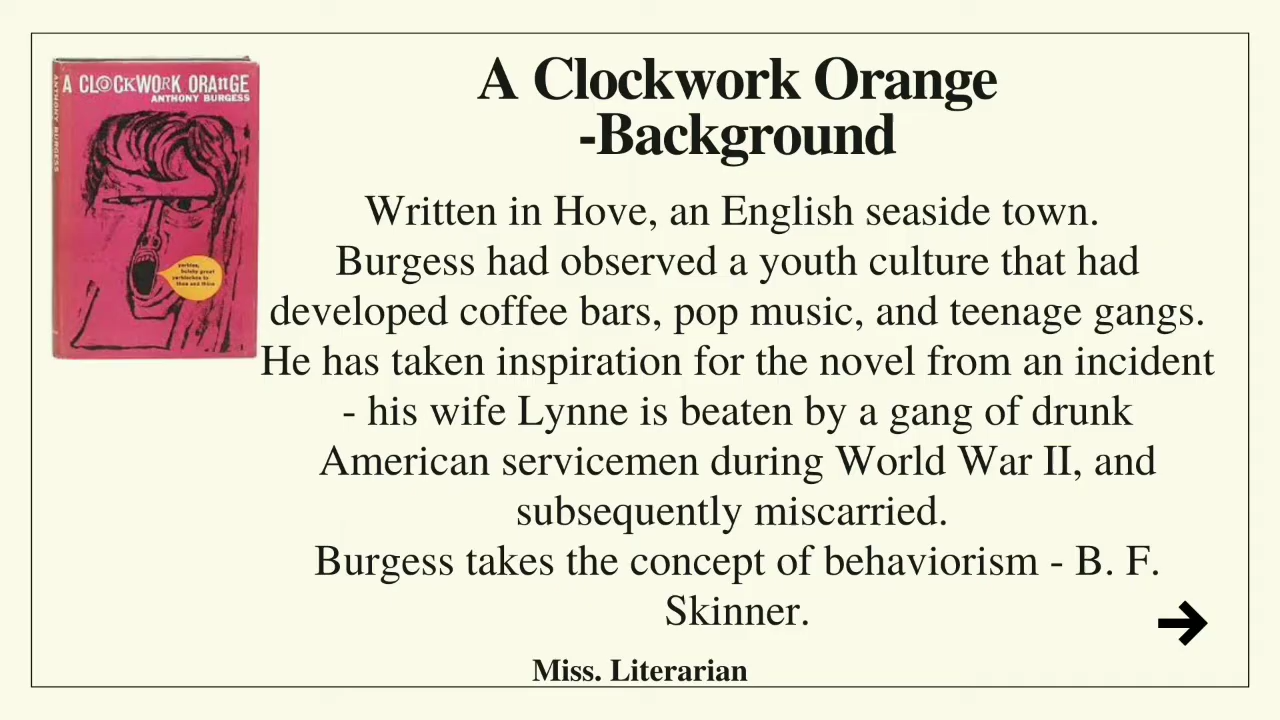 A CLOCKWORK ORANGE
ANTHONY BURGESS
ANTHONY BURGESS
A Clockwork Orange
-Background
Written in Hove, an English seaside town.
Burgess had observed a youth culture that had
developed coffee bars, pop music, and teenage gangs.
He has taken inspiration for the novel from an incident
- his wife Lynne is beaten by a gang of drunk
American servicemen during World War II, and
subsequently miscarried.
Burgess takes the concept of behaviorism - B. F.
Skinner.
Miss. Literarian